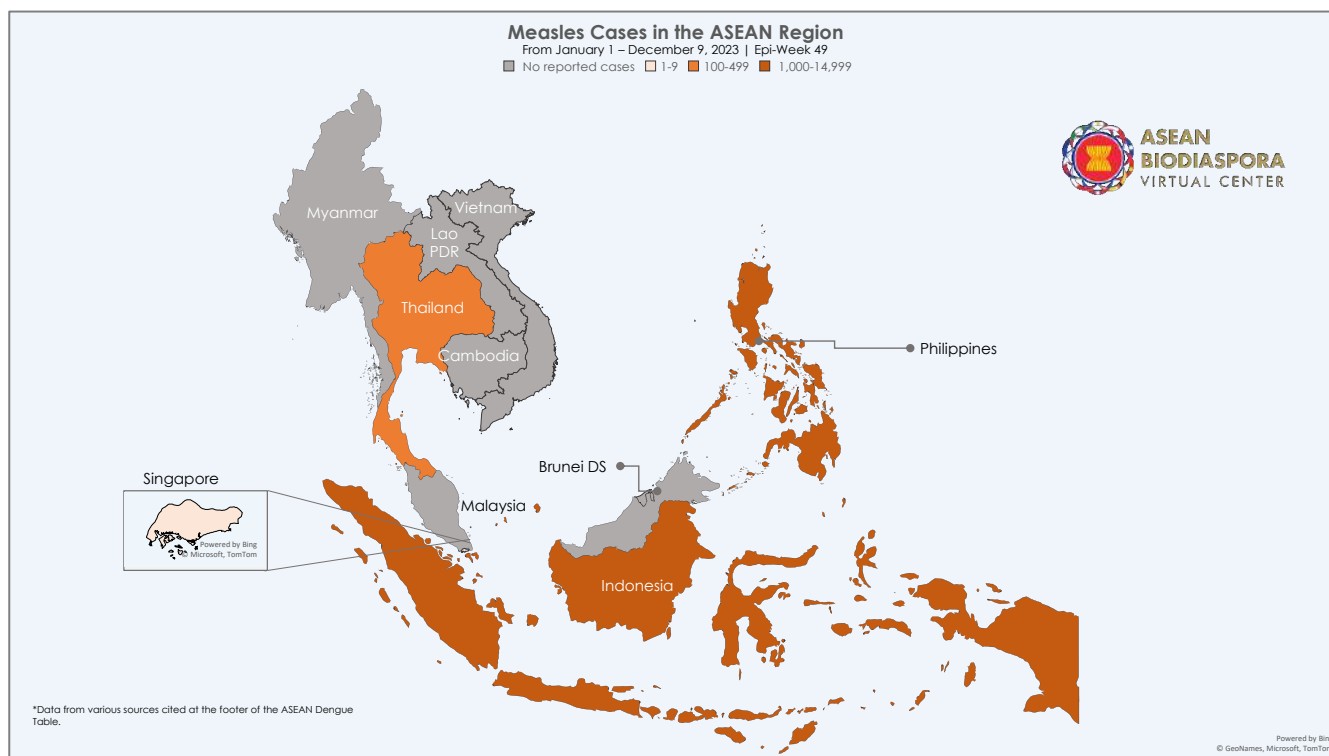 Measles Cases in the ASEAN Region
From January 1 – December 9, 2023 | Epi-Week 49
No reported cases 1-9 100-499 1,000-14,999
ASEAN
BIODIASPORA
VIRTUAL CENTER
Myanmar
Vietnam
Lao
PDR
Thailand
Cambodia
Philippines
Brunei DS
Singapore
Malaysia
Powered by Bing
© Microsoft, TomTom
Indonesia
*Data from various sources cited at the footer of the ASEAN Dengue
Table.
Powered by Bing
© GeoNames, Microsoft, TomTom